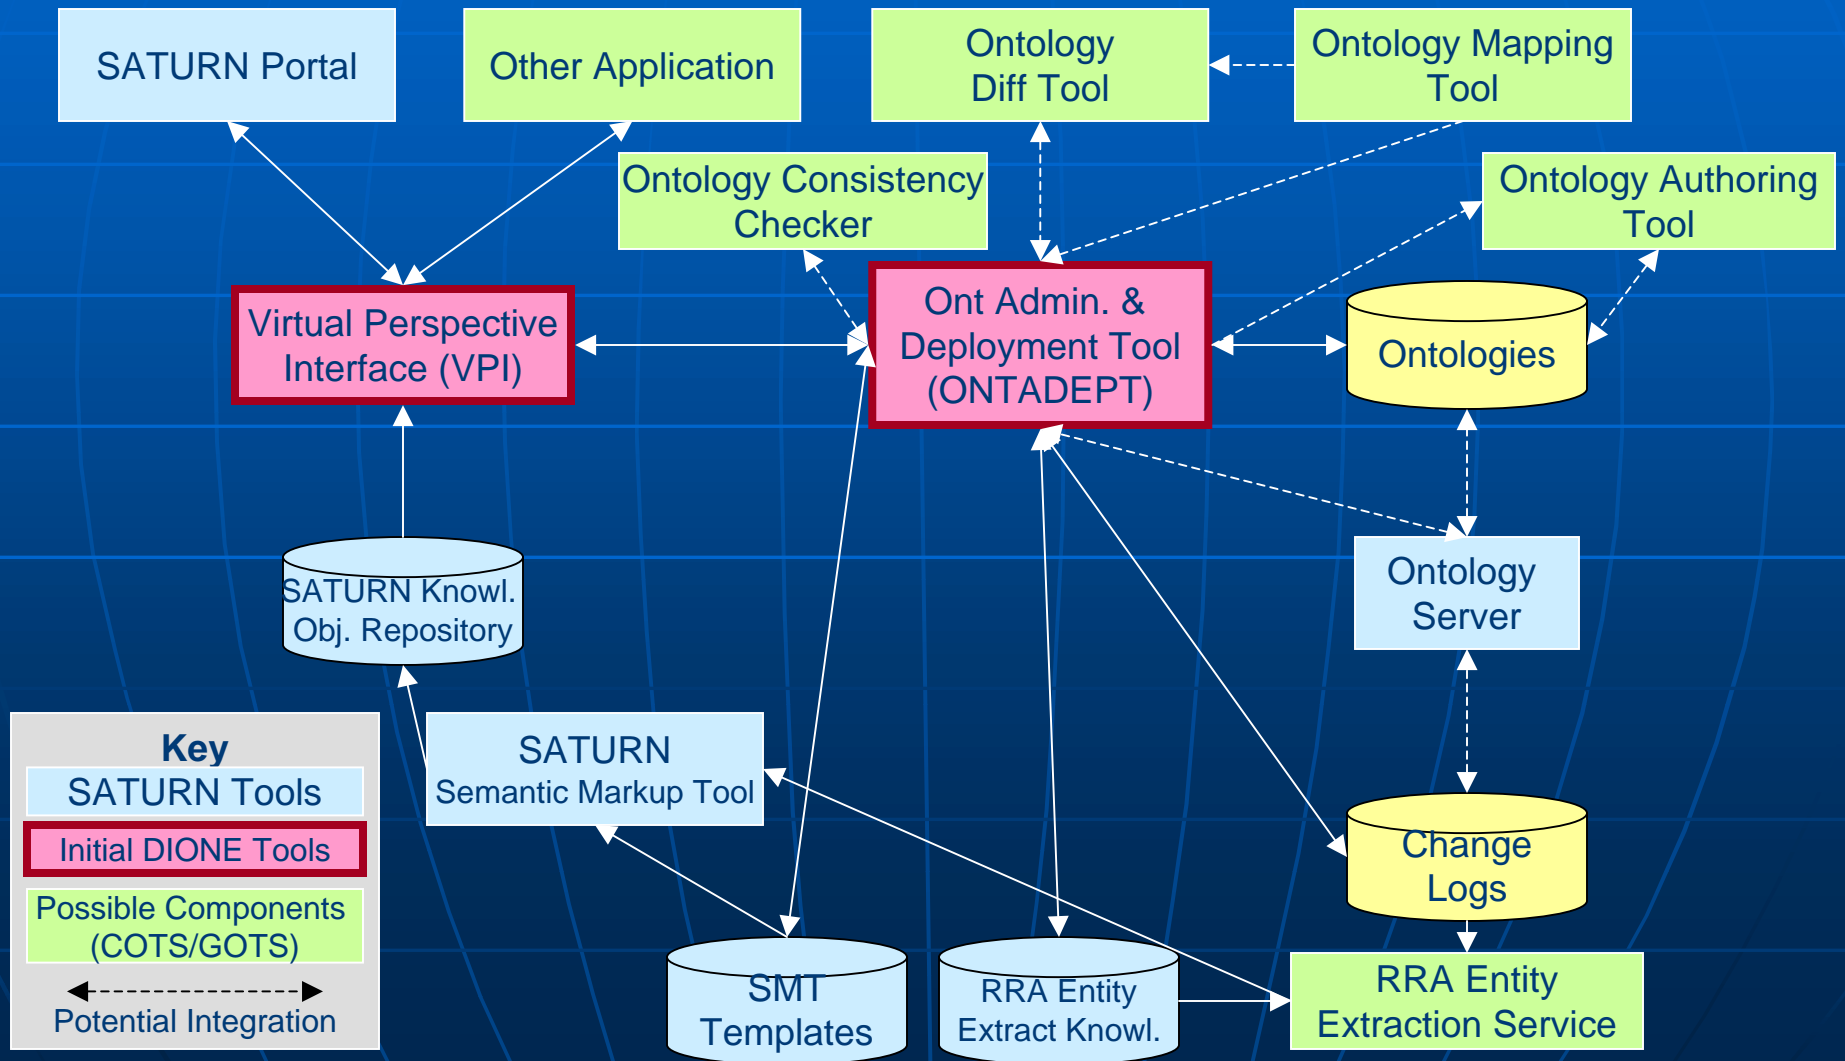 SATURN Portal
Other Application
Ontology
Diff Tool
Ontology Mapping
Tool
Ontology Consistency
Checker
Ontology Authoring
Tool
Virtual Perspective
Interface (VPI)
Ont Admin. &
Deployment Tool
(ONTADEPT)
Ontologies
SATURN Knowl.
Obj. Repository
Ontology
Server
SATURN
Semantic Markup Tool
Change
Logs
SMT
Templates
RRA Entity
Extract Knowl.
RRA Entity
Extraction Service
Key
SATURN Tools
Initial DIONE Tools
Possible Components
(COTS/GOTS)
Potential Integration